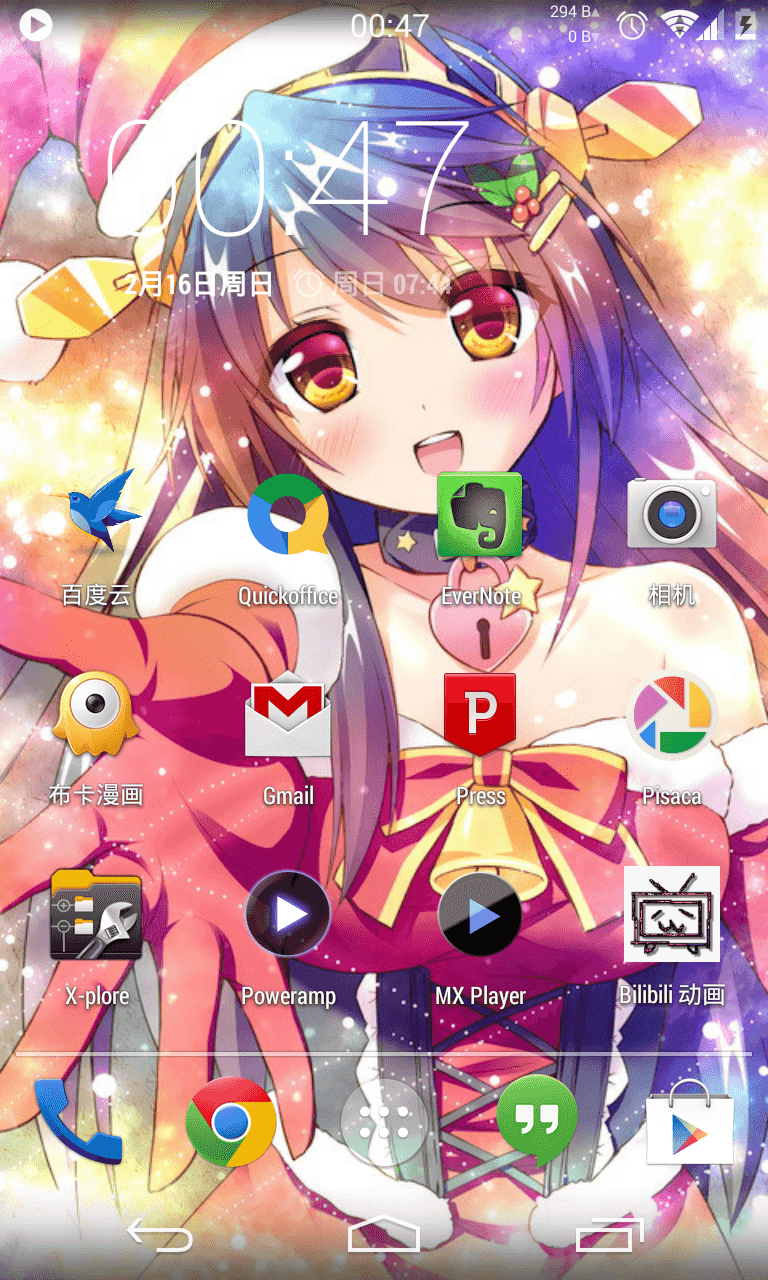 00:47
294 B
0 B
00:47
2月16日周日 周日 07:44
百度云
Quickoffice
EverNote
相机
布卡漫画
Gmail
Press
Pisaca
X-plore
Poweramp
MX Player
Bilibili 动画